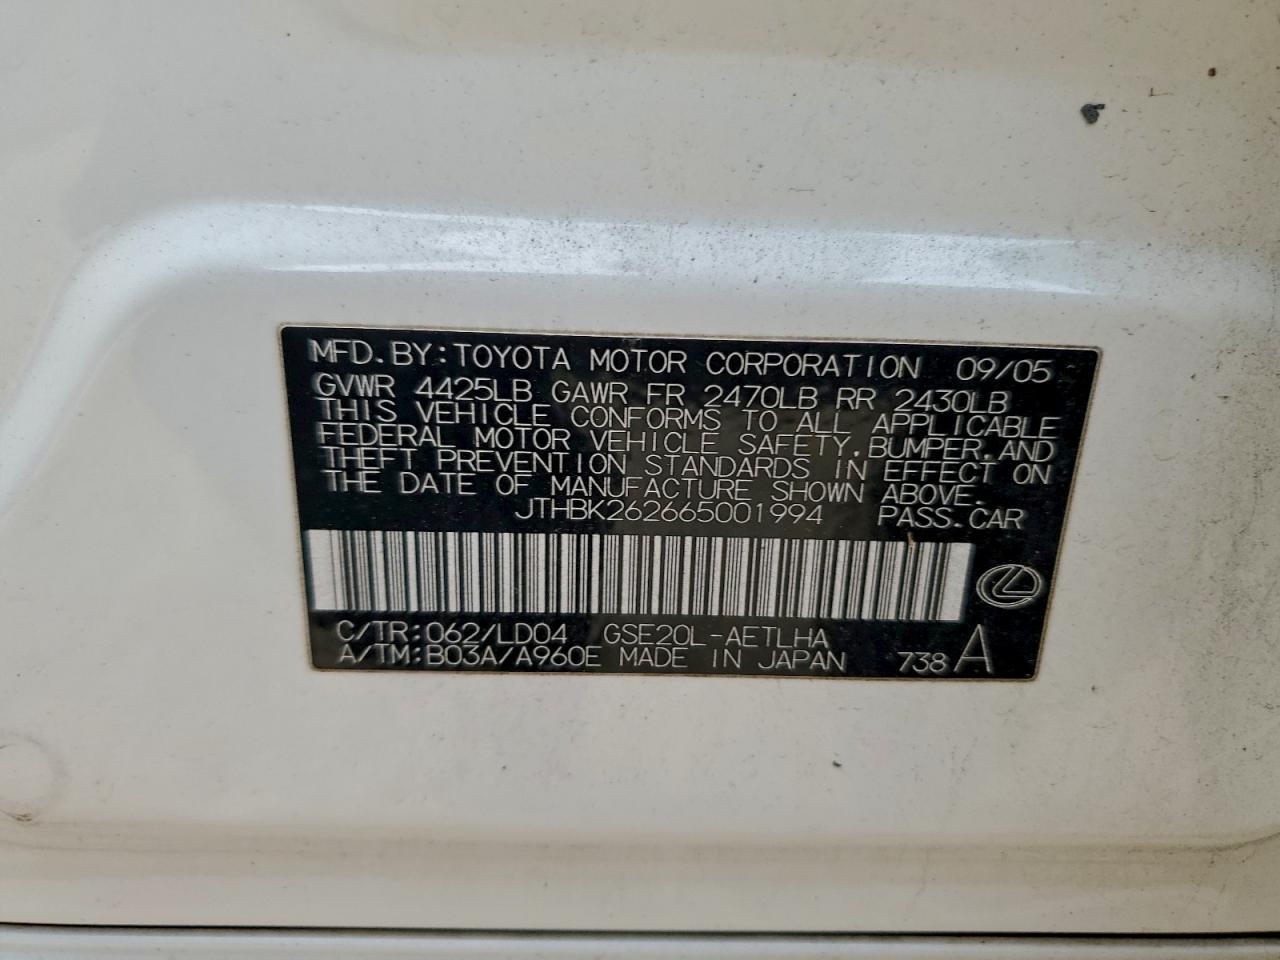 MFD.BY:TOYOTA MOTOR CORPORATION 09/05
GVWR 4425LB GAWR FR 2470LB RR 2430LB
THIS VEHICLE CONFORMS TO ALL APPLICABLE
FEDERAL MOTOR VEHICLE SAFETY,BUMPER,AND
THEFT PREVENTION STANDARDS IN EFFECT ON
THE DATE OF MANUFACTURE SHOWN ABOVE.
JTHBK262665001994 PASS.CAR
C/TR:062/LD04 GSE20L-AETLHA
A/TM:B03A/A960E MADE IN JAPAN 738 A